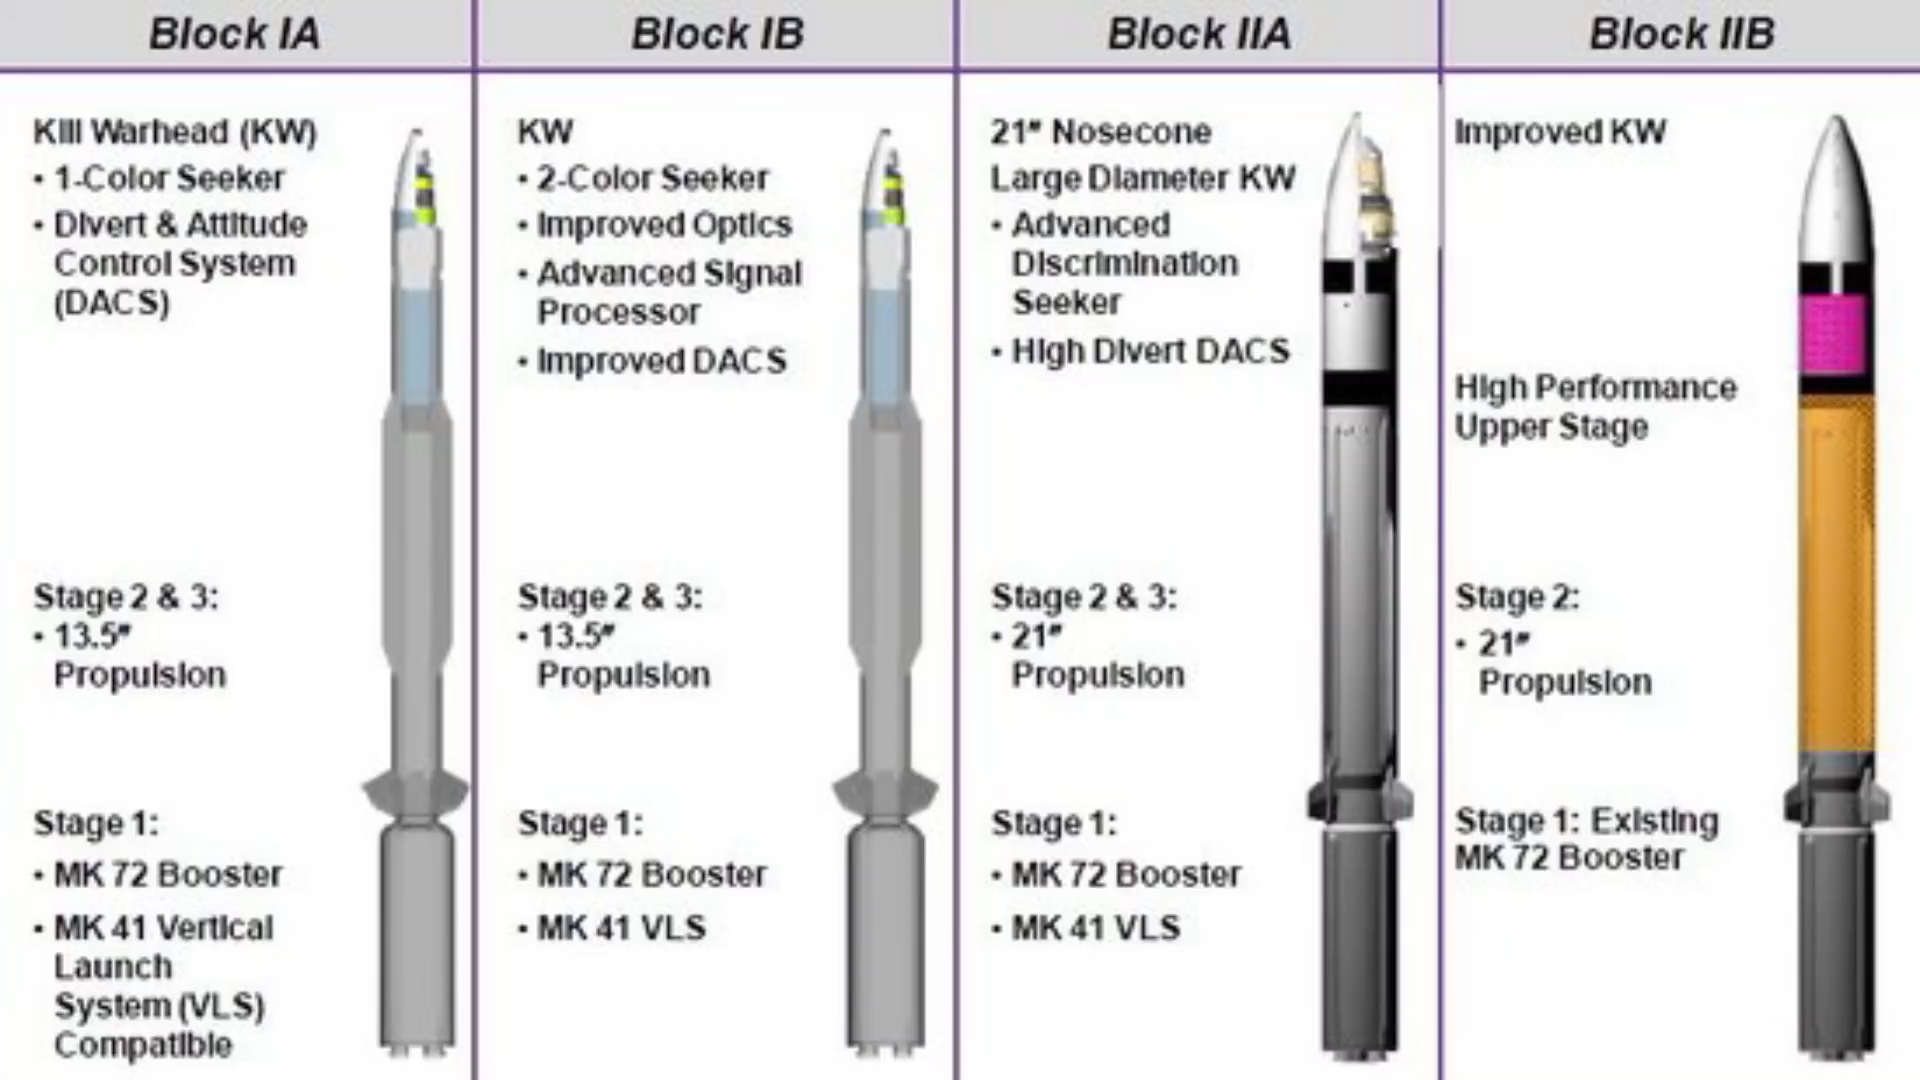 Block IA
Kill Warhead (KW)
• 1-Color Seeker
• Divert & Attitude
Control System
(DACS)
Stage 2 & 3:
• 13.5"
Propulsion
Stage 1:
• MK 72 Booster
• MK 41 Vertical
Launch
System (VLS)
Compatible
Block IB
KW
• 2-Color Seeker
• Improved Optics
• Advanced Signal
Processor
• Improved DACS
Stage 2 & 3:
• 13.5"
Propulsion
Stage 1:
• MK 72 Booster
• MK 41 VLS
Block IIA
21" Nosecone
Large Diameter KW
• Advanced
Discrimination
Seeker
• High Divert DACS
Stage 2 & 3:
• 21"
Propulsion
Stage 1:
• MK 72 Booster
• MK 41 VLS
Block IIB
Improved KW
High Performance
Upper Stage
Stage 2:
• 21"
Propulsion
Stage 1: Existing
MK 72 Booster